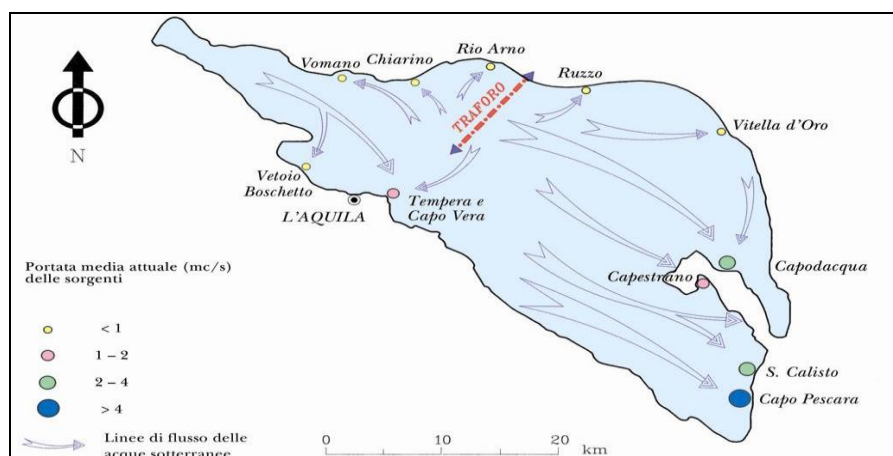 Vomano
Chiarino
Rio Arno
Ruzzo
TRAFORO
Vitella d'Oro
N
Vetoio
Boschetto
L'AQUILA
Tempera e
Capo Vera
Portata media attuale (mc/s)
delle sorgenti
Capestrano
Capodacqua
< 1
1 – 2
2 – 4
> 4
S. Calisto
Capo Pescara
Linee di flusso delle
acque sotterranee
0 10 20 km